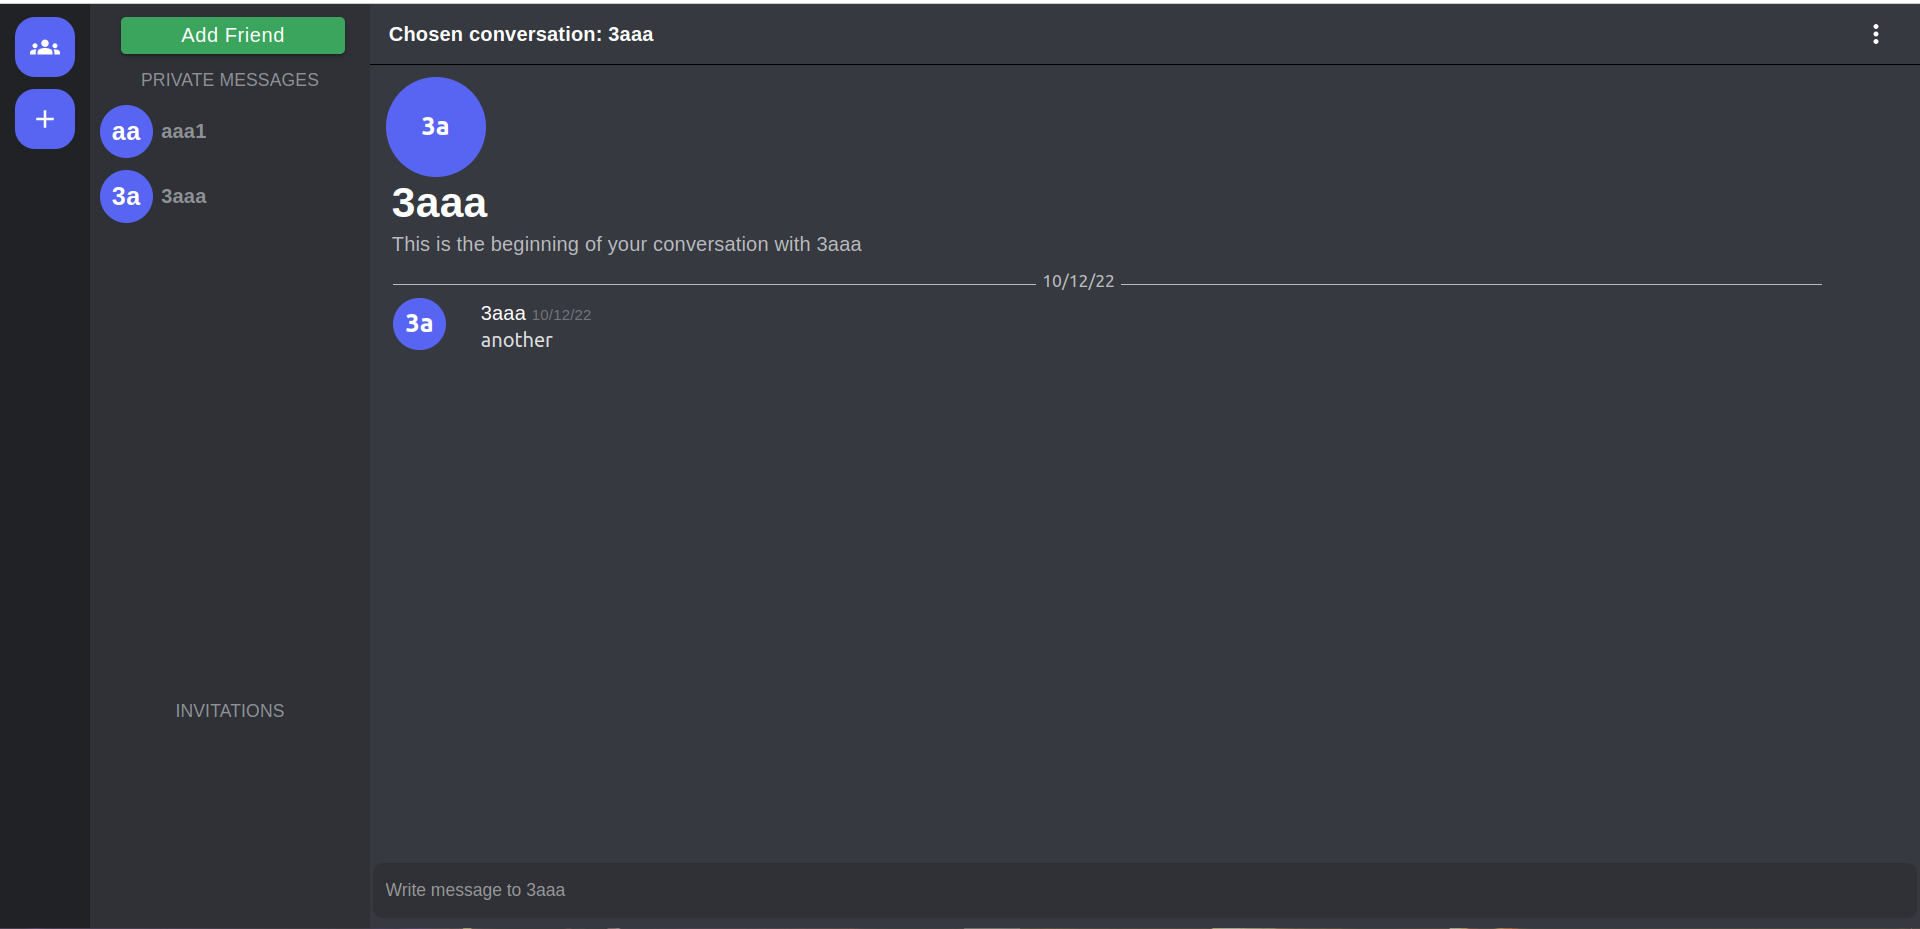 Add Friend
PRIVATE MESSAGES
aa aaa1
3a 3aaa
INVITATIONS
Chosen conversation: 3aaa
3a
3aaa
This is the beginning of your conversation with 3aaa
10/12/22
3a 3aaa 10/12/22
another
Write message to 3aaa